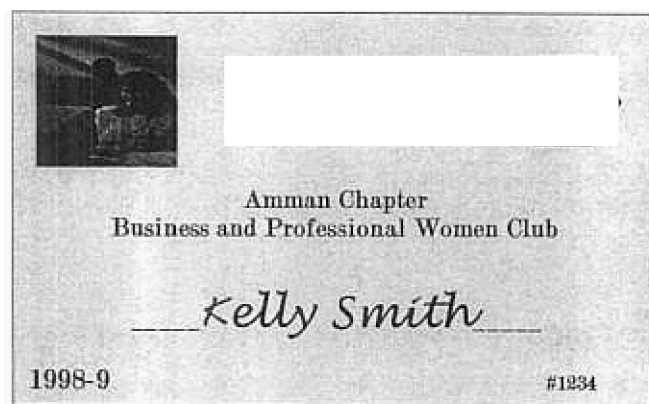 Amman Chapter
Business and Professional Women Club
Kelly Smith
1998-9
#1234